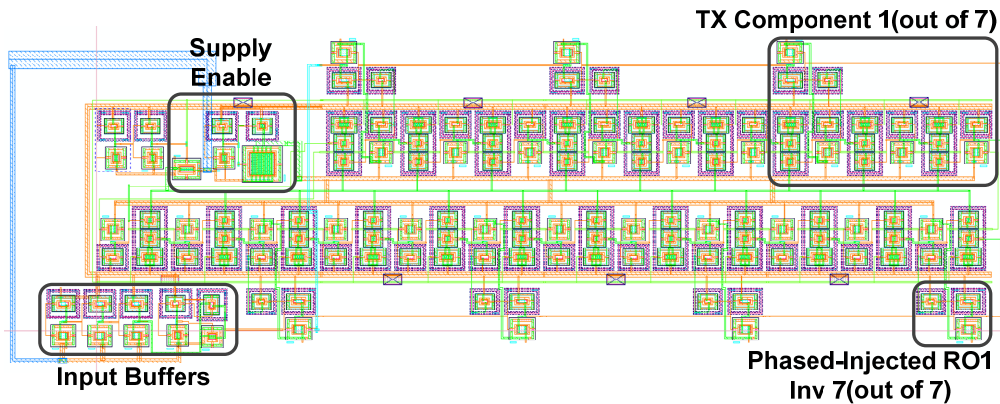 TX Component 1(out of 7)
Supply
Enable
Input Buffers
Phased-Injected RO1
Inv 7(out of 7)